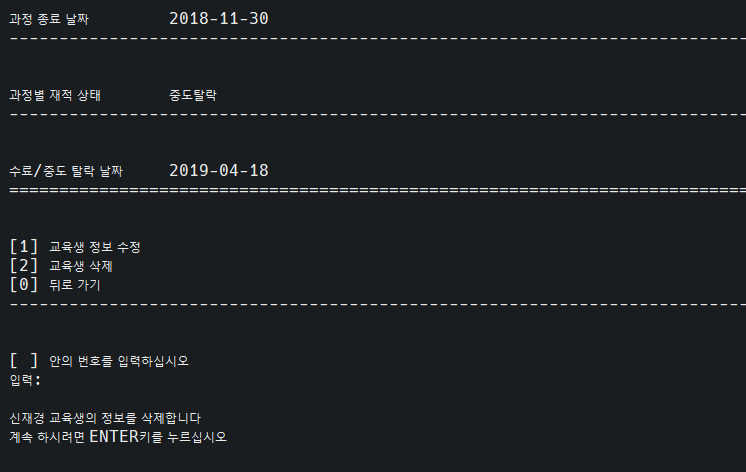 과정 종료 날짜 2018-11-30
--------------------------------------------------------------------------
과정별 재적 상태 중도탈락
--------------------------------------------------------------------------
수료/중도 탈락 날짜 2019-04-18
==========================================================================
[1] 교육생 정보 수정
[2] 교육생 삭제
[0] 뒤로 가기
--------------------------------------------------------------------------
[ ] 안의 번호를 입력하십시오
입력:
신재경 교육생의 정보를 삭제합니다
계속 하시려면 ENTER키를 누르십시오